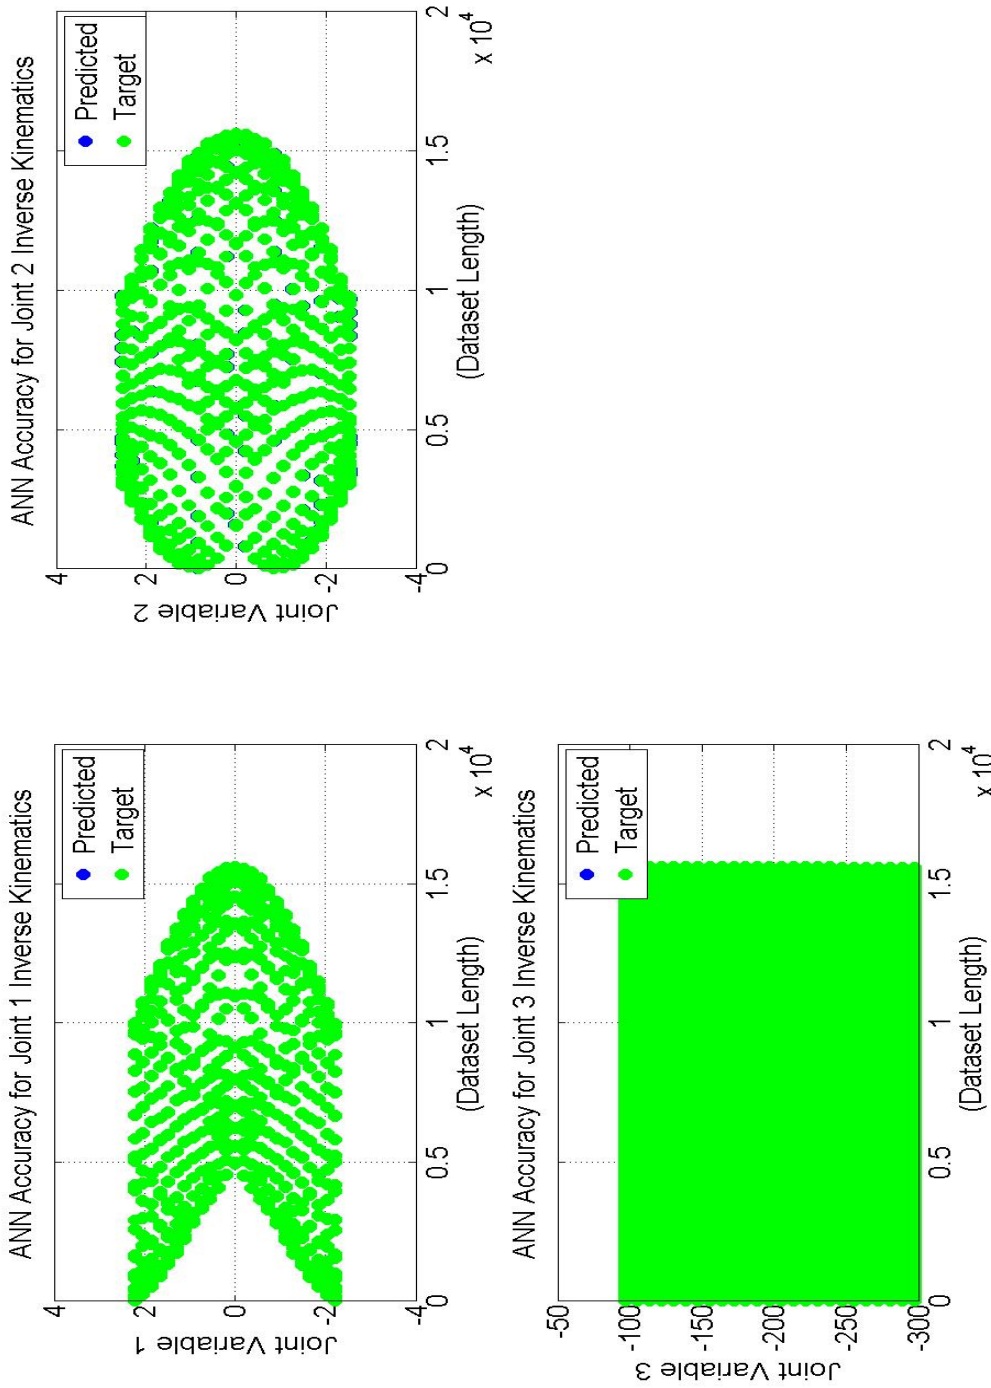 ANN Accuracy for Joint 1 Inverse Kinematics
Predicted
Target
Joint Variable 1
4
2
0
-2
-4
0
0.5
1
1.5
2
x 10^4
(Dataset Length)
ANN Accuracy for Joint 2 Inverse Kinematics
Predicted
Target
Joint Variable 2
4
2
0
-2
-4
0
0.5
1
1.5
2
x 10^4
(Dataset Length)
ANN Accuracy for Joint 3 Inverse Kinematics
Predicted
Target
Joint Variable 3
-50
-100
-150
-200
-250
-300
0
0.5
1
1.5
2
x 10^4
(Dataset Length)